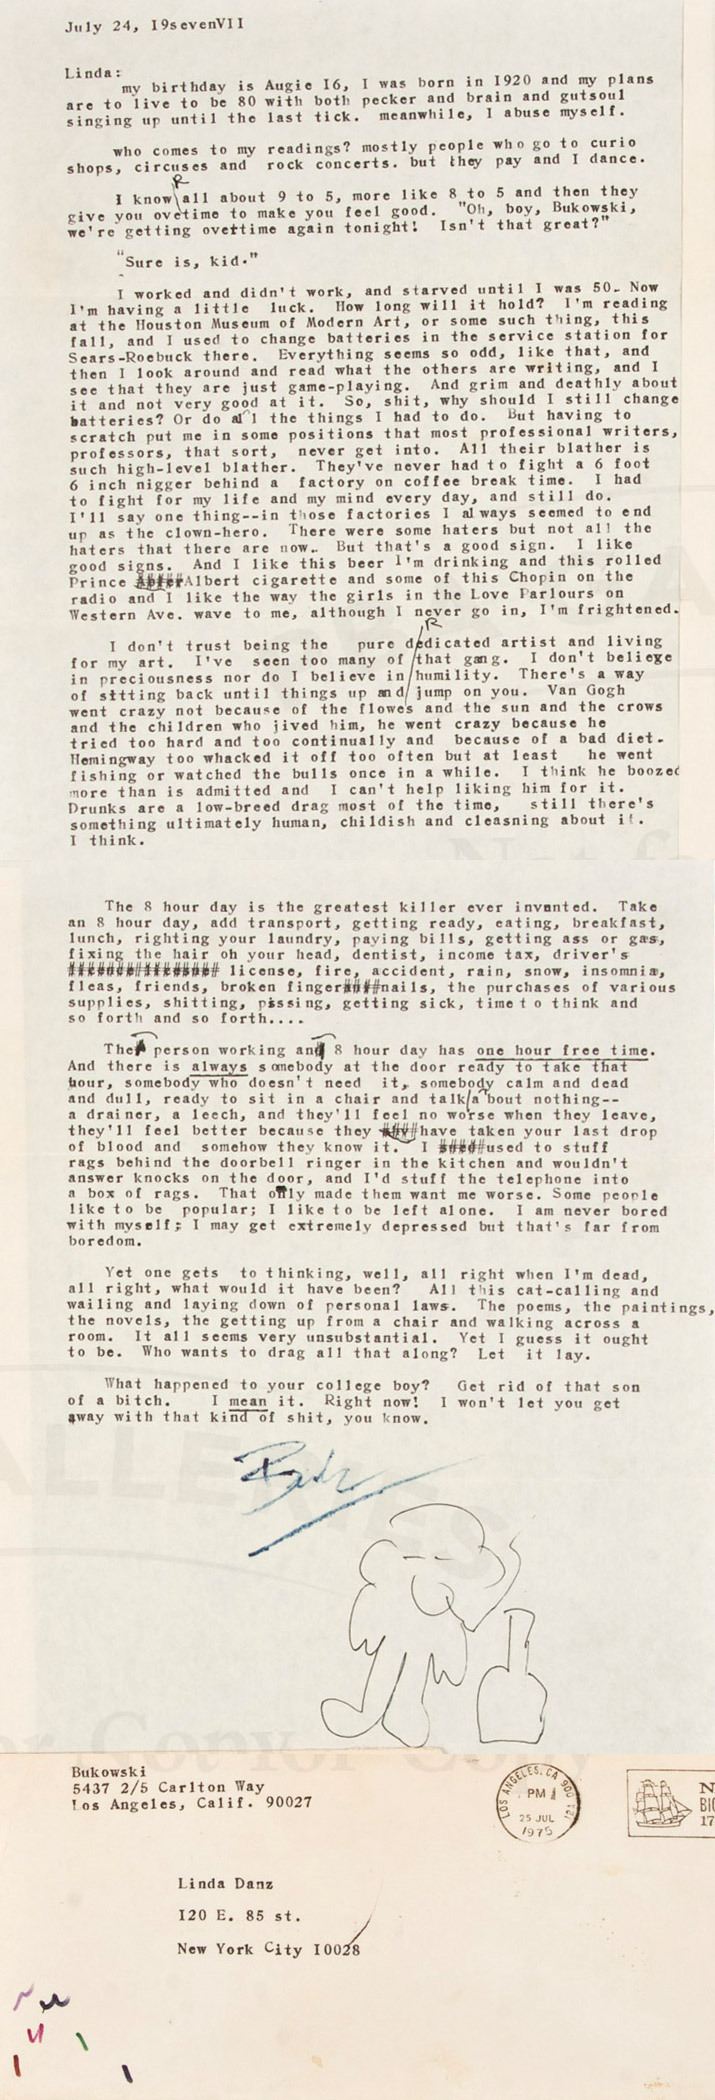 July 24, I9sevenVII
Linda:
my birthday is Augie I6, I was born in I920 and my plans
are to live to be 80 with both pecker and brain and gutsoul
singing up until the last tick. meanwhile, I abuse myself.
who comes to my readings? mostly people who go to curio
shops, circuses and rock concerts. but they pay and I dance.
I know all about 9 to 5, more like 8 to 5 and then they
give you overtime to make you feel good. "Oh, boy, Bukowski,
we're getting overtime again tonight! Isn't that great?"
"Sure is, kid."
I worked and didn't work, and starved until I was 50. Now
I'm having a little luck. How long will it hold? I'm reading
at the Houston Museum of Modern Art, or some such thing, this
fall, and I used to change batteries in the service station for
Sears-Roebuck there. Everything seems so odd, like that, and
then I look around and read what the others are writing, and I
see that they are just game-playing. And grim and deathly about
it and not very good at it. So, shit, why should I still change
batteries? Or do all the things I had to do. But having to
scratch put me in some positions that most professional writers,
professors, that sort, never get into. All their blather is
such high-level blather. They've never had to fight a 6 foot
6 inch nigger behind a factory on coffee break time. I had
to fight for my life and my mind every day, and still do.
I'll say one thing--in those factories I always seemed to end
up as the clown-hero. There were some haters but not all the
haters that there are now. But that's a good sign. I like
good signs. And I like this beer I'm drinking and this rolled
Prince Albert cigarette and some of this Chopin on the
radio and I like the way the girls in the Love Parlours on
Western Ave. wave to me, although I never go in, I'm frightened.
I don't trust being the pure dedicated artist and living
for my art. I've seen too many of that gang. I don't believe
in preciousness nor do I believe in humility. There's a way
of sitting back until things up and jump on you. Van Gogh
went crazy not because of the flowes and the sun and the crows
and the children who jived him, he went crazy because he
tried too hard and too continually and because of a bad diet.
Hemingway too whacked it off too often but at least he went
fishing or watched the bulls once in a while. I think he boozed
more than is admitted and I can't help liking him for it.
Drunks are a low-breed drag most of the time, still there's
something ultimately human, childish and cleasning about it.
I think.
The 8 hour day is the greatest killer ever invented. Take
an 8 hour day, add transport, getting ready, eating, breakfast,
lunch, righting your laundry, paying bills, getting ass or gas,
fixing the hair oh your head, dentist, income tax, driver's
license, fire, accident, rain, snow, insomnia,
fleas, friends, broken fingernails, the purchases of various
supplies, shitting, pissing, getting sick, time to think and
so forth and so forth....
The person working an 8 hour day has one hour free time.
And there is always somebody at the door ready to take that
hour, somebody who doesn't need it, somebody calm and dead
and dull, ready to sit in a chair and talk about nothing--
a drainer, a leech, and they'll feel no worse when they leave,
they'll feel better because they have taken your last drop
of blood and somehow they know it. I used to stuff
rags behind the doorbell ringer in the kitchen and wouldn't
answer knocks on the door, and I'd stuff the telephone into
a box of rags. That only made them want me worse. Some people
like to be popular; I like to be left alone. I am never bored
with myself; I may get extremely depressed but that's far from
boredom.
Yet one gets to thinking, well, all right when I'm dead,
all right, what would it have been? All this cat-calling and
wailing and laying down of personal laws. The poems, the paintings,
the novels, the getting up from a chair and walking across a
room. It all seems very unsubstantial. Yet I guess it ought
to be. Who wants to drag all that along? Let it lay.
What happened to your college boy? Get rid of that son
of a bitch. I mean it. Right now! I won't let you get
away with that kind of shit, you know.
Buk
Bukowski
5437 2/5 Carlton Way
Los Angeles, Calif. 90027
LOS ANGELES, CA
PM
25 JUL
1975
Linda Danz
I20 E. 85 st.
New York City I0028